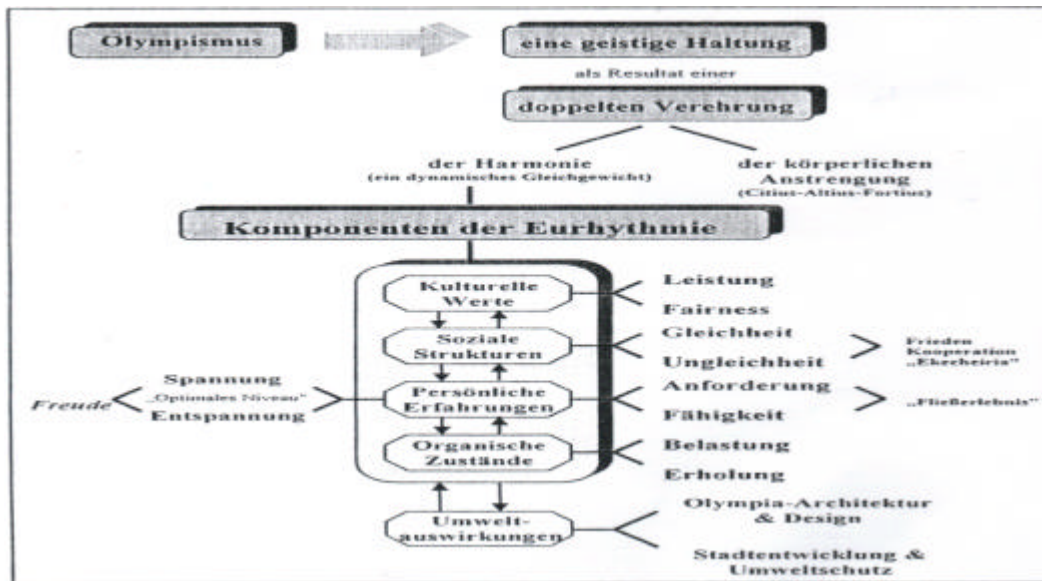 Olympismus
eine geistige Haltung
als Resultat einer
doppelten Verehrung
der Harmonie
(ein dynamisches Gleichgewicht)
der körperlichen
Anstrengung
(Citius-Altius-Fortius)
Komponenten der Eurhythmie
Kulturelle
Werte
Leistung
Fairness
Soziale
Strukturen
Gleichheit
Ungleichheit
Frieden
Kooperation
„Ekecheiria"
Freude
Spannung
„Optimales Niveau"
Entspannung
Persönliche
Erfahrungen
Anforderung
Fähigkeit
„Fließerlebnis"
Organische
Zustände
Belastung
Erholung
Umwelt-
auswirkungen
Olympia-Architektur
& Design
Stadtentwicklung &
Umweltschutz